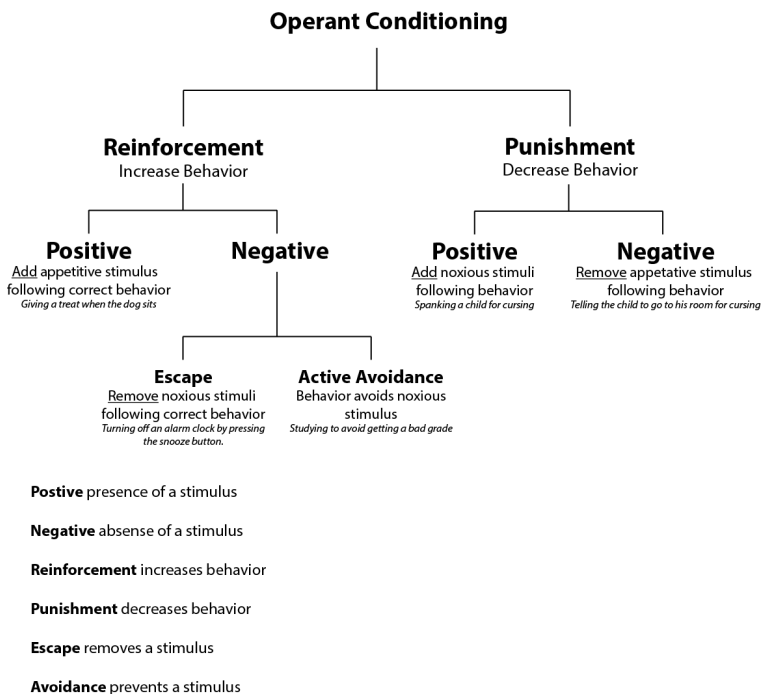 Operant Conditioning
Reinforcement
Increase Behavior
Punishment
Decrease Behavior
Positive
Add appetitive stimulus
following correct behavior
Giving a treat when the dog sits
Negative
Positive
Add noxious stimuli
following behavior
Spanking a child for cursing
Negative
Remove appetative stimulus
following behavior
Telling the child to go to his room for cursing
Escape
Remove noxious stimuli
following correct behavior
Turning off an alarm clock by pressing
the snooze button.
Active Avoidance
Behavior avoids noxious
stimulus
Studying to avoid getting a bad grade
Postive presence of a stimulus
Negative absense of a stimulus
Reinforcement increases behavior
Punishment decreases behavior
Escape removes a stimulus
Avoidance prevents a stimulus